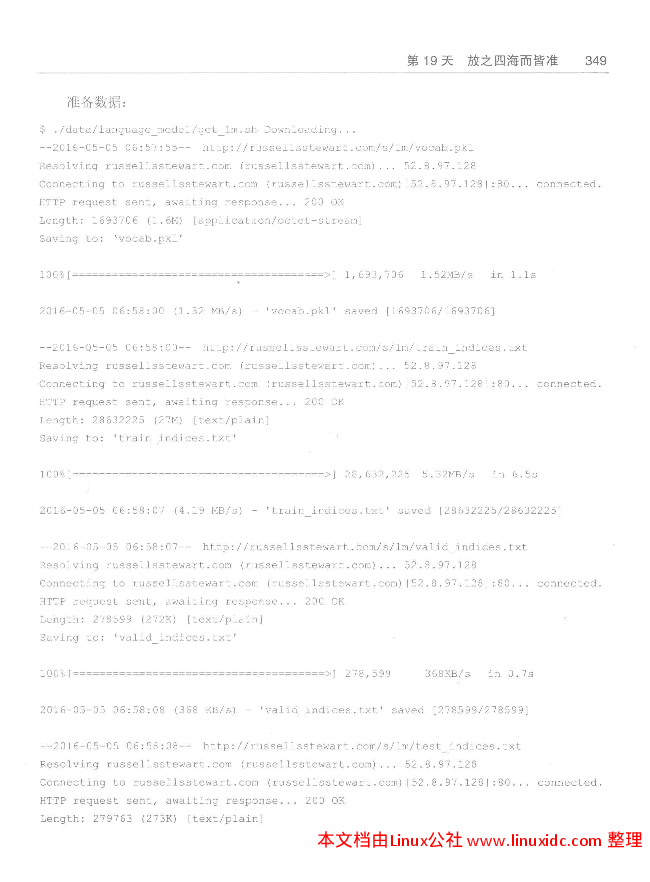 第 19 天 放之四海而皆准 349
准备数据：
$ ./data/language_model/get_lm.sh Downloading...
--2016-05-05 06:57:55-- http://russellsstewart.com/s/lm/vocab.pkl
Resolving russellsstewart.com (russellsstewart.com)... 52.8.97.128
Connecting to russellsstewart.com (russellsstewart.com)|52.8.97.128|:80... connected.
HTTP request sent, awaiting response... 200 OK
Length: 1693706 (1.6M) [application/octet-stream]
Saving to: 'vocab.pkl'
100%[======================================>] 1,693,706 1.52MB/s in 1.1s
2016-05-05 06:58:00 (1.52 MB/s) - 'vocab.pkl' saved [1693706/1693706]
--2016-05-05 06:58:00-- http://russellsstewart.com/s/lm/train_indices.txt
Resolving russellsstewart.com (russellsstewart.com)... 52.8.97.128
Connecting to russellsstewart.com (russellsstewart.com)|52.8.97.128|:80... connected.
HTTP request sent, awaiting response... 200 OK
Length: 28632225 (27M) [text/plain]
Saving to: 'train_indices.txt'
100%[======================================>] 28,632,225 5.32MB/s in 6.5s
2016-05-05 06:58:07 (4.19 MB/s) - 'train_indices.txt' saved [28632225/28632225]
--2016-05-05 06:58:07-- http://russellsstewart.com/s/lm/valid_indices.txt
Resolving russellsstewart.com (russellsstewart.com)... 52.8.97.128
Connecting to russellsstewart.com (russellsstewart.com)|52.8.97.128|:80... connected.
HTTP request sent, awaiting response... 200 OK
Length: 278599 (272K) [text/plain]
Saving to: 'valid_indices.txt'
100%[======================================>] 278,599 368KB/s in 0.7s
2016-05-05 06:58:08 (368 KB/s) - 'valid_indices.txt' saved [278599/278599]
--2016-05-05 06:58:08-- http://russellsstewart.com/s/lm/test_indices.txt
Resolving russellsstewart.com (russellsstewart.com)... 52.8.97.128
Connecting to russellsstewart.com (russellsstewart.com)|52.8.97.128|:80... connected.
HTTP request sent, awaiting response... 200 OK
Length: 279763 (273K) [text/plain]
本文档由Linux公社 www.linuxidc.com 整理